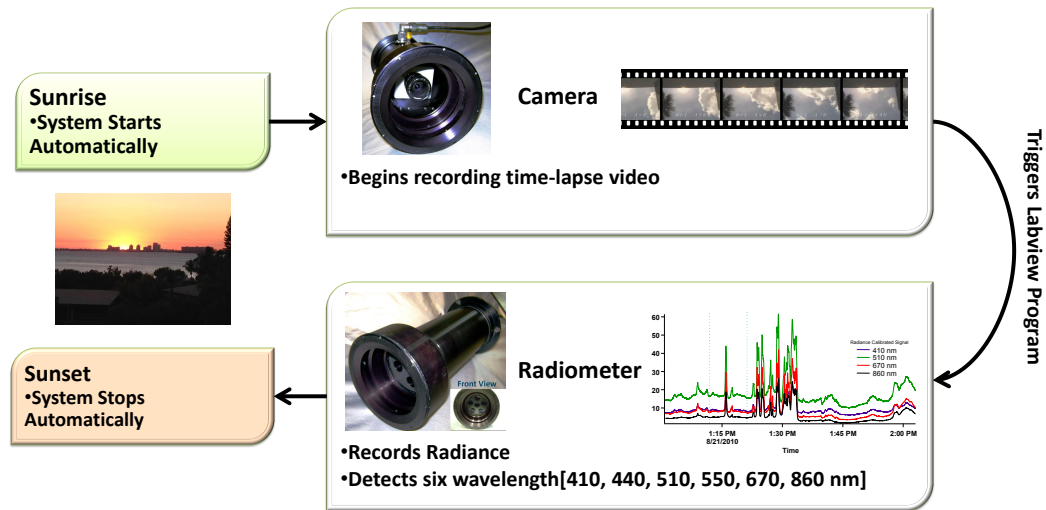 Sunrise
•System Starts
Automatically
Camera
•Begins recording time-lapse video
Triggers Labview Program
Sunset
•System Stops
Automatically
Front View
Radiometer
60
50
40
30
20
10
Radiance Calibrated Signal
410 nm
510 nm
670 nm
860 nm
1:15 PM
8/21/2010
1:30 PM
1:45 PM
2:00 PM
Time
•Records Radiance
•Detects six wavelength[410, 440, 510, 550, 670, 860 nm]